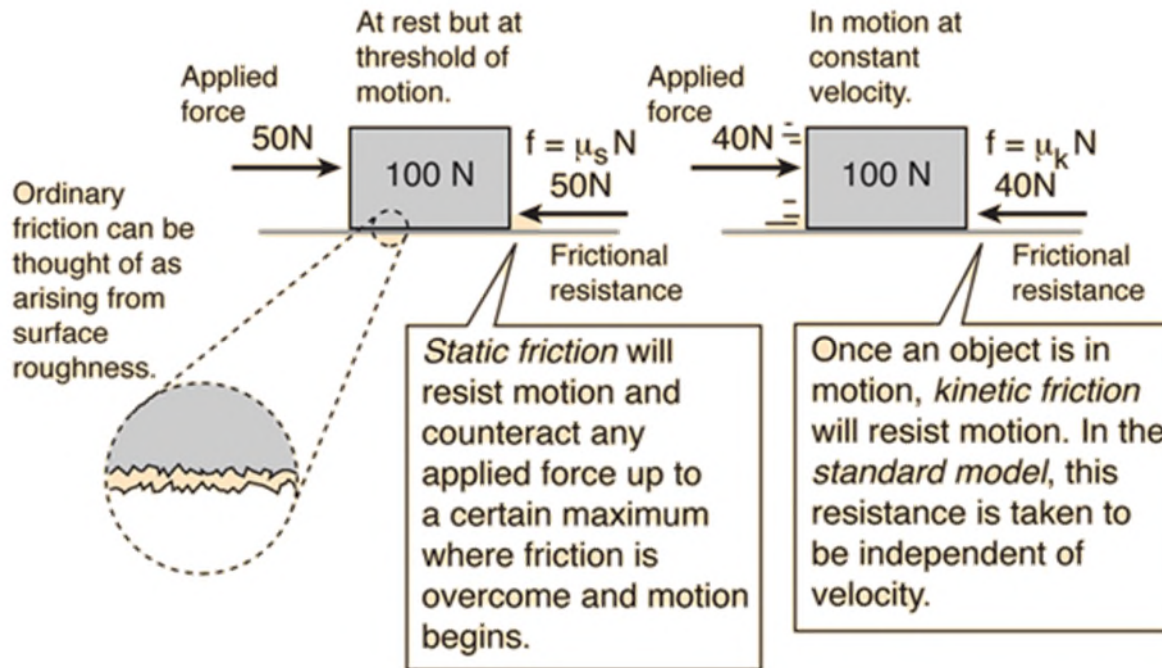 At rest but at
threshold of
motion.
Applied
force
50N
100 N
f = μs N
50N
Frictional
resistance
Ordinary
friction can be
thought of as
arising from
surface
roughness.
Static friction will
resist motion and
counteract any
applied force up to
a certain maximum
where friction is
overcome and motion
begins.
In motion at
constant
velocity.
Applied
force
40N
100 N
f = μk N
40N
Frictional
resistance
Once an object is in
motion, kinetic friction
will resist motion. In the
standard model, this
resistance is taken to
be independent of
velocity.